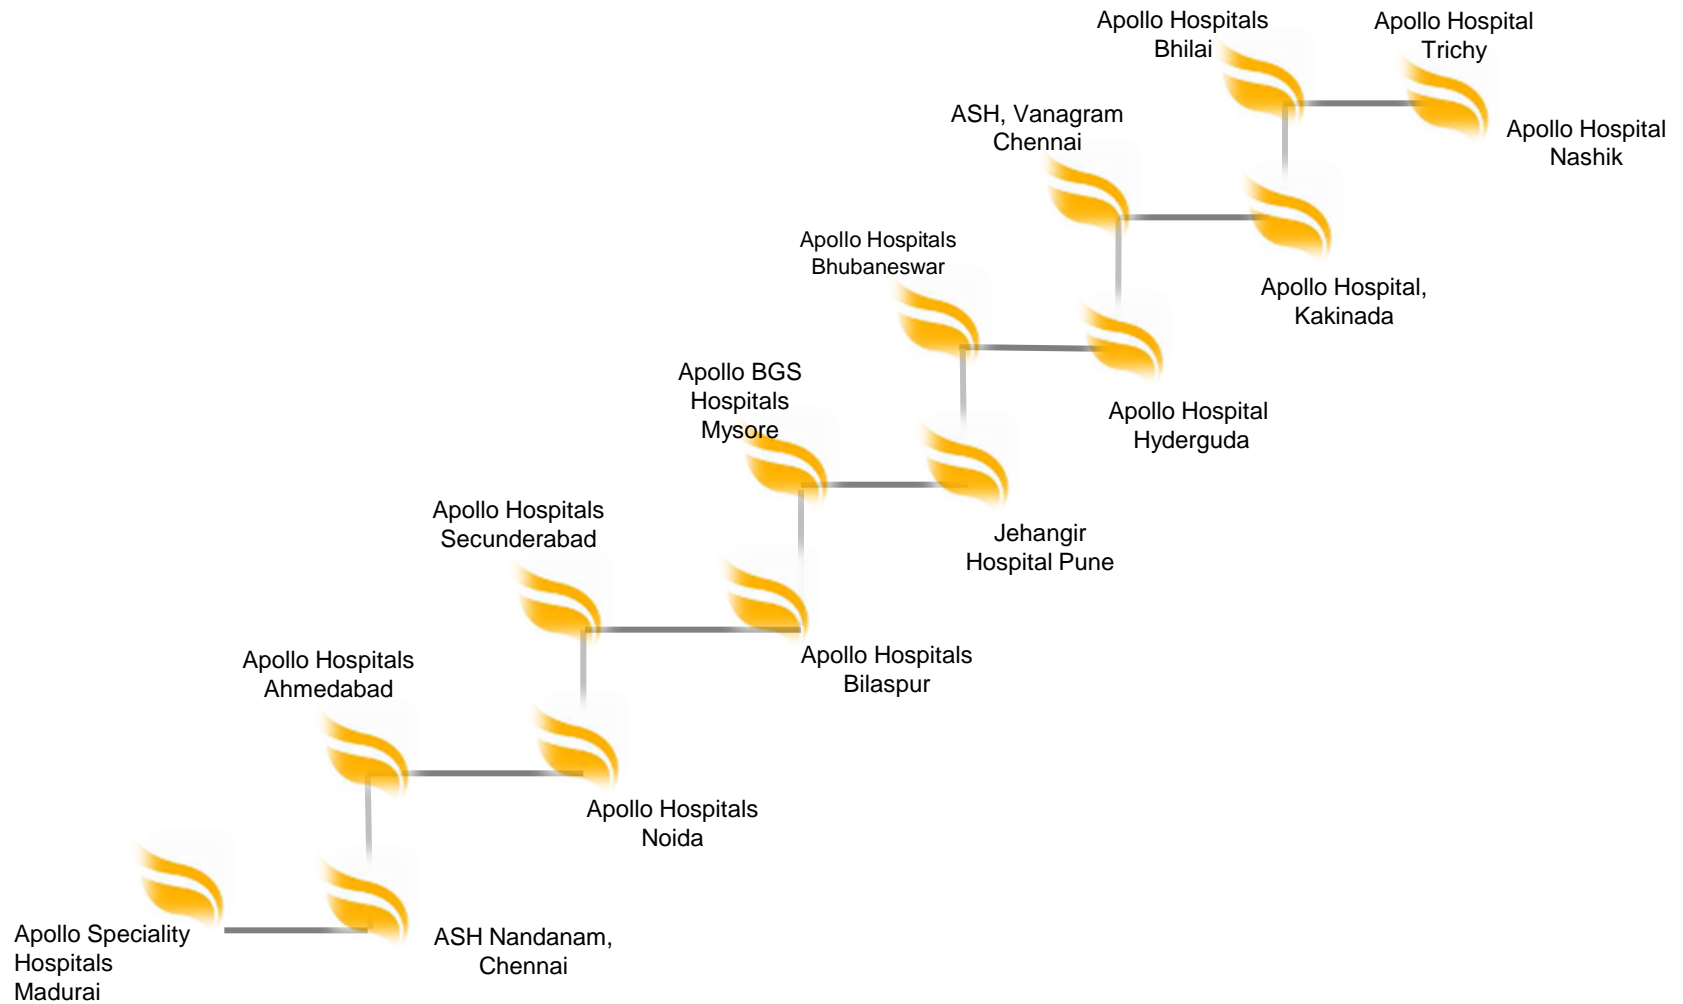 Apollo Hospitals
Bhilai
Apollo Hospital
Trichy
ASH, Vanagram
Chennai
Apollo Hospital
Nashik
Apollo Hospitals
Bhubaneswar
Apollo Hospital,
Kakinada
Apollo BGS
Hospitals
Mysore
Apollo Hospital
Hyderguda
Apollo Hospitals
Secunderabad
Jehangir
Hospital Pune
Apollo Hospitals
Ahmedabad
Apollo Hospitals
Bilaspur
Apollo Hospitals
Noida
Apollo Speciality
Hospitals
Madurai
ASH Nandanam,
Chennai